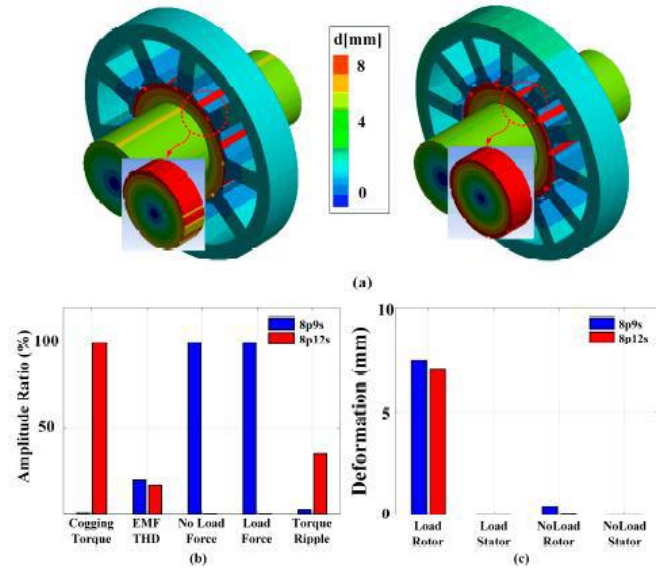 d[mm]
8
4
0
(a)
Amplitude Ratio (%)
100
50
8p9s
8p12s
Cogging Torque
EMF THD
No Load Force
Load Force
Torque Ripple
(b)
Deformation (mm)
10
5
0
8p9s
8p12s
Load Rotor
Load Stator
NoLoad Rotor
NoLoad Stator
(c)